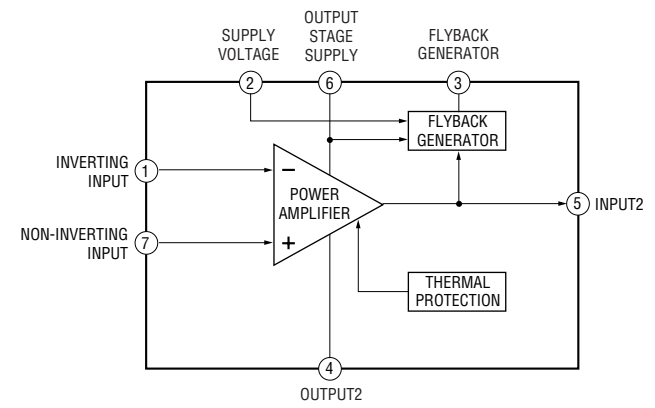 SUPPLY
VOLTAGE
OUTPUT
STAGE
SUPPLY
FLYBACK
GENERATOR
2
6
3
FLYBACK
GENERATOR
INVERTING
INPUT
1
−
POWER
AMPLIFIER
5
INPUT2
NON-INVERTING
INPUT
7
+
THERMAL
PROTECTION
4
OUTPUT2